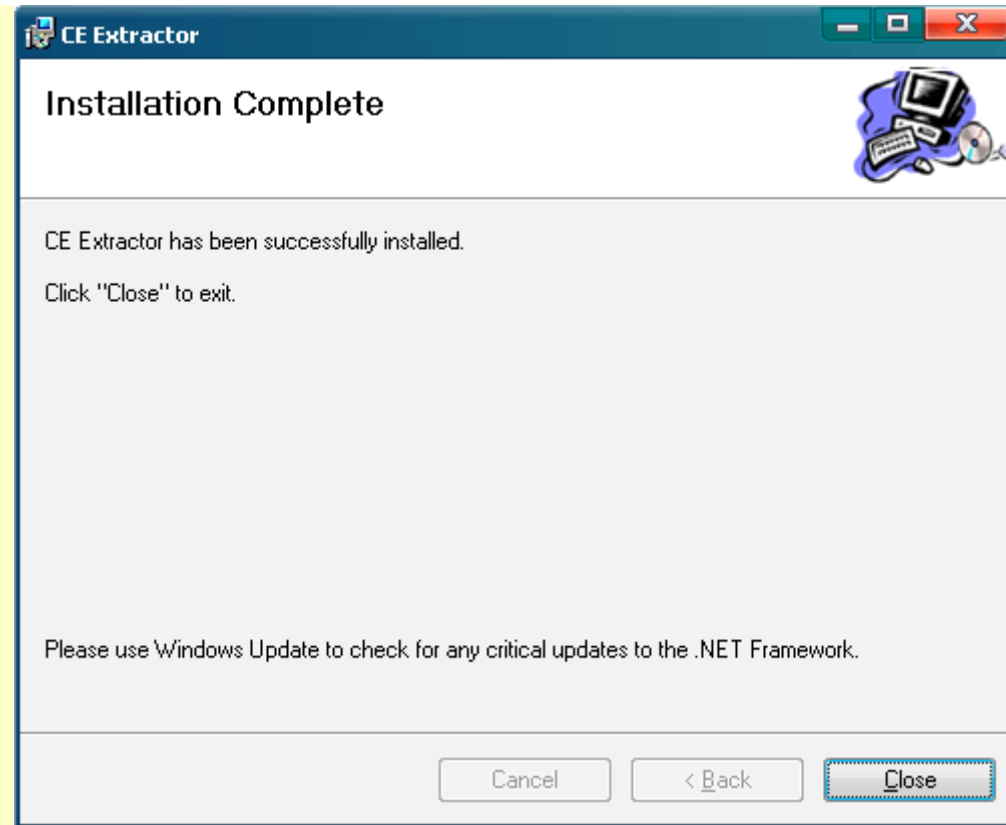 CE Extractor
Installation Complete
CE Extractor has been successfully installed.
Click "Close" to exit.
Please use Windows Update to check for any critical updates to the .NET Framework.
Cancel
< Back
Close